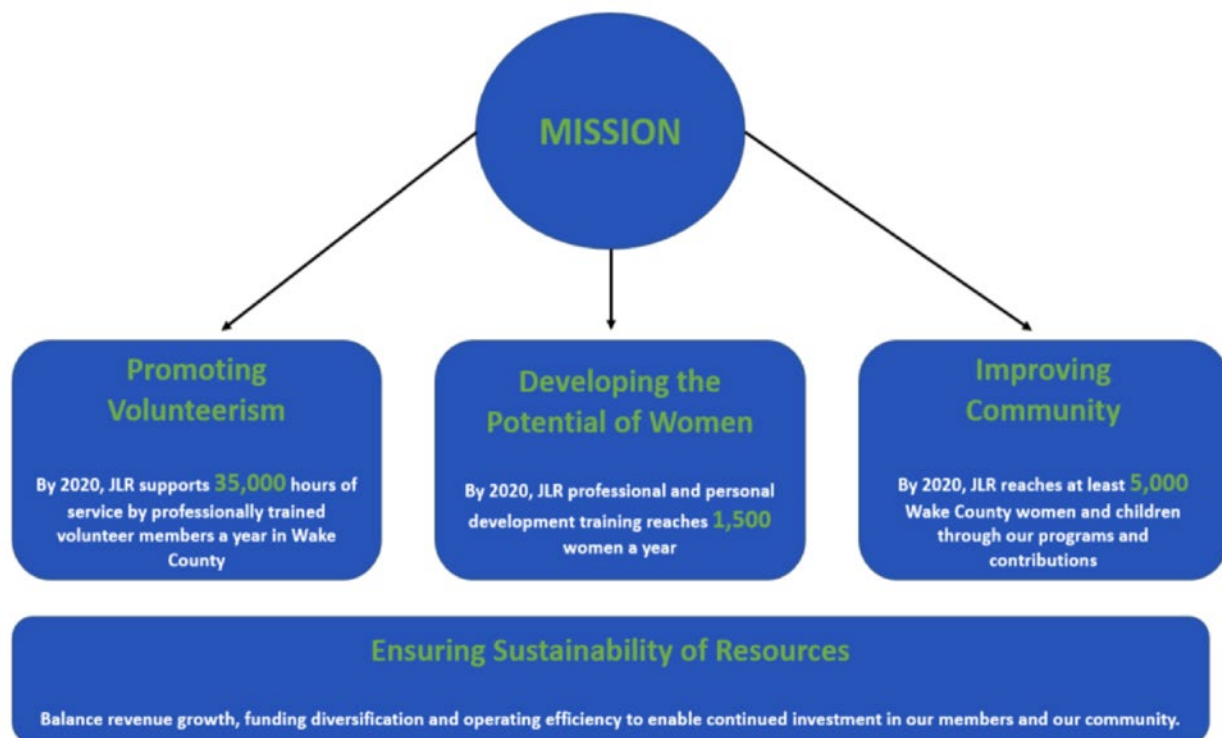 MISSION
Promoting
Volunteerism
By 2020, JLR supports 35,000 hours of
service by professionally trained
volunteer members a year in Wake
County
Developing the
Potential of Women
By 2020, JLR professional and personal
development training reaches 1,500
women a year
Improving
Community
By 2020, JLR reaches at least 5,000
Wake County women and children
through our programs and
contributions
Ensuring Sustainability of Resources
Balance revenue growth, funding diversification and operating efficiency to enable continued investment in our members and our community.